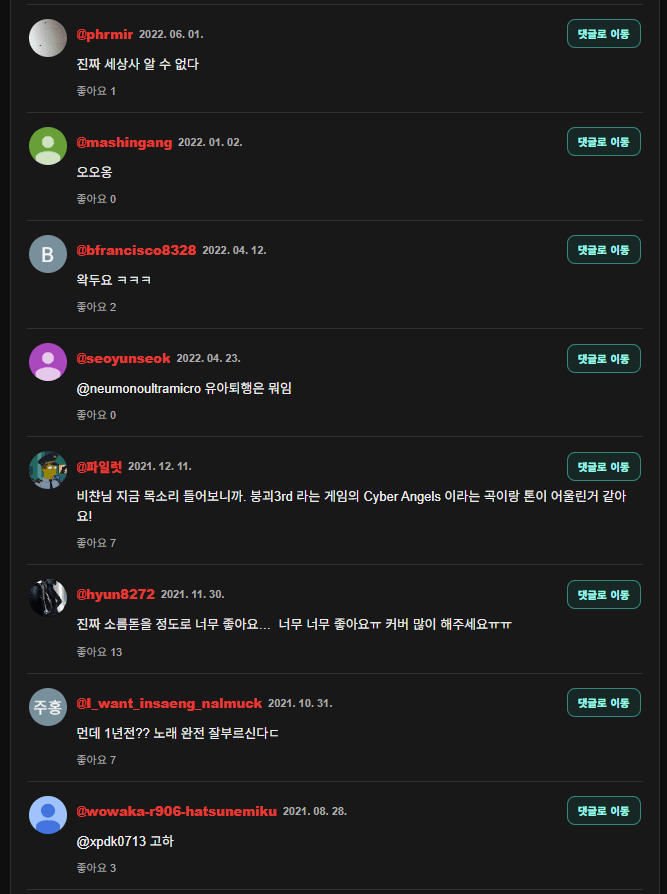 @phrmir 2022. 06. 01. 댓글로 이동
진짜 세상사 알 수 없다
좋아요 1
@mashingang 2022. 01. 02. 댓글로 이동
오오옹
좋아요 0
B @bfrancisco8328 2022. 04. 12. 댓글로 이동
왁두요 ㅋㅋㅋ
좋아요 2
@seoyunseok 2022. 04. 23. 댓글로 이동
@neumonoultramicro 유아퇴행은 뭐임
좋아요 0
@파일럿 2021. 12. 11. 댓글로 이동
비챤님 지금 목소리 들어보니까. 붕괴3rd 라는 게임의 Cyber Angels 이라는 곡이랑 톤이 어울린거 같아
요!
좋아요 7
@hyun8272 2021. 11. 30. 댓글로 이동
진짜 소름돋을 정도로 너무 좋아요... 너무 너무 좋아요ㅠ 커버 많이 해주세요ㅠㅠ
좋아요 13
주홍 @I_want_insaeng_nalmuck 2021. 10. 31. 댓글로 이동
먼데 1년전?? 노래 완전 잘부르신다ㄷ
좋아요 7
@wowaka-r906-hatsunemiku 2021. 08. 28. 댓글로 이동
@xpdk0713 고하
좋아요 3